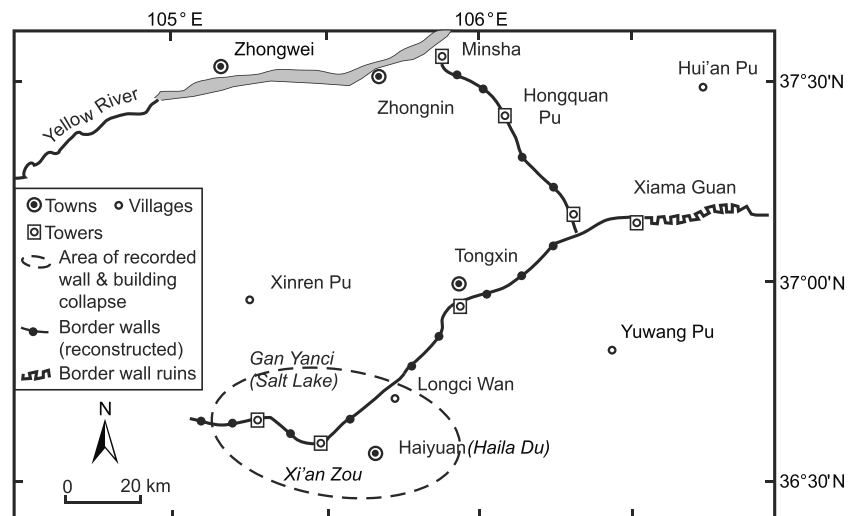 105°E
106°E
Zhongwei
Minsha
Hui'an Pu
37°30'N
Yellow River
Zhongnin
Hongquan
Pu
Xiama Guan
Towns
Villages
Towers
Area of recorded
wall & building
collapse
Border walls
(reconstructed)
Border wall ruins
Tongxin
Xinren Pu
37°00'N
Yuwang Pu
Gan Yanci
(Salt Lake)
Longci Wan
N
Haiyuan(Haila Du)
Xi'an Zou
0 20 km
36°30'N